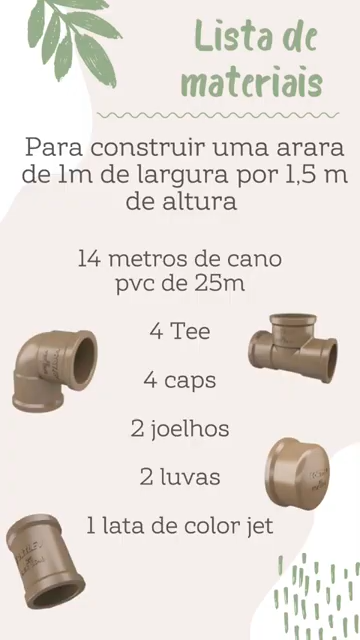 Lista de
materiais
Para construir uma arara
de 1m de largura por 1,5 m
de altura
14 metros de cano
pvc de 25m
4 Tee
4 caps
2 joelhos
2 luvas
1 lata de color jet